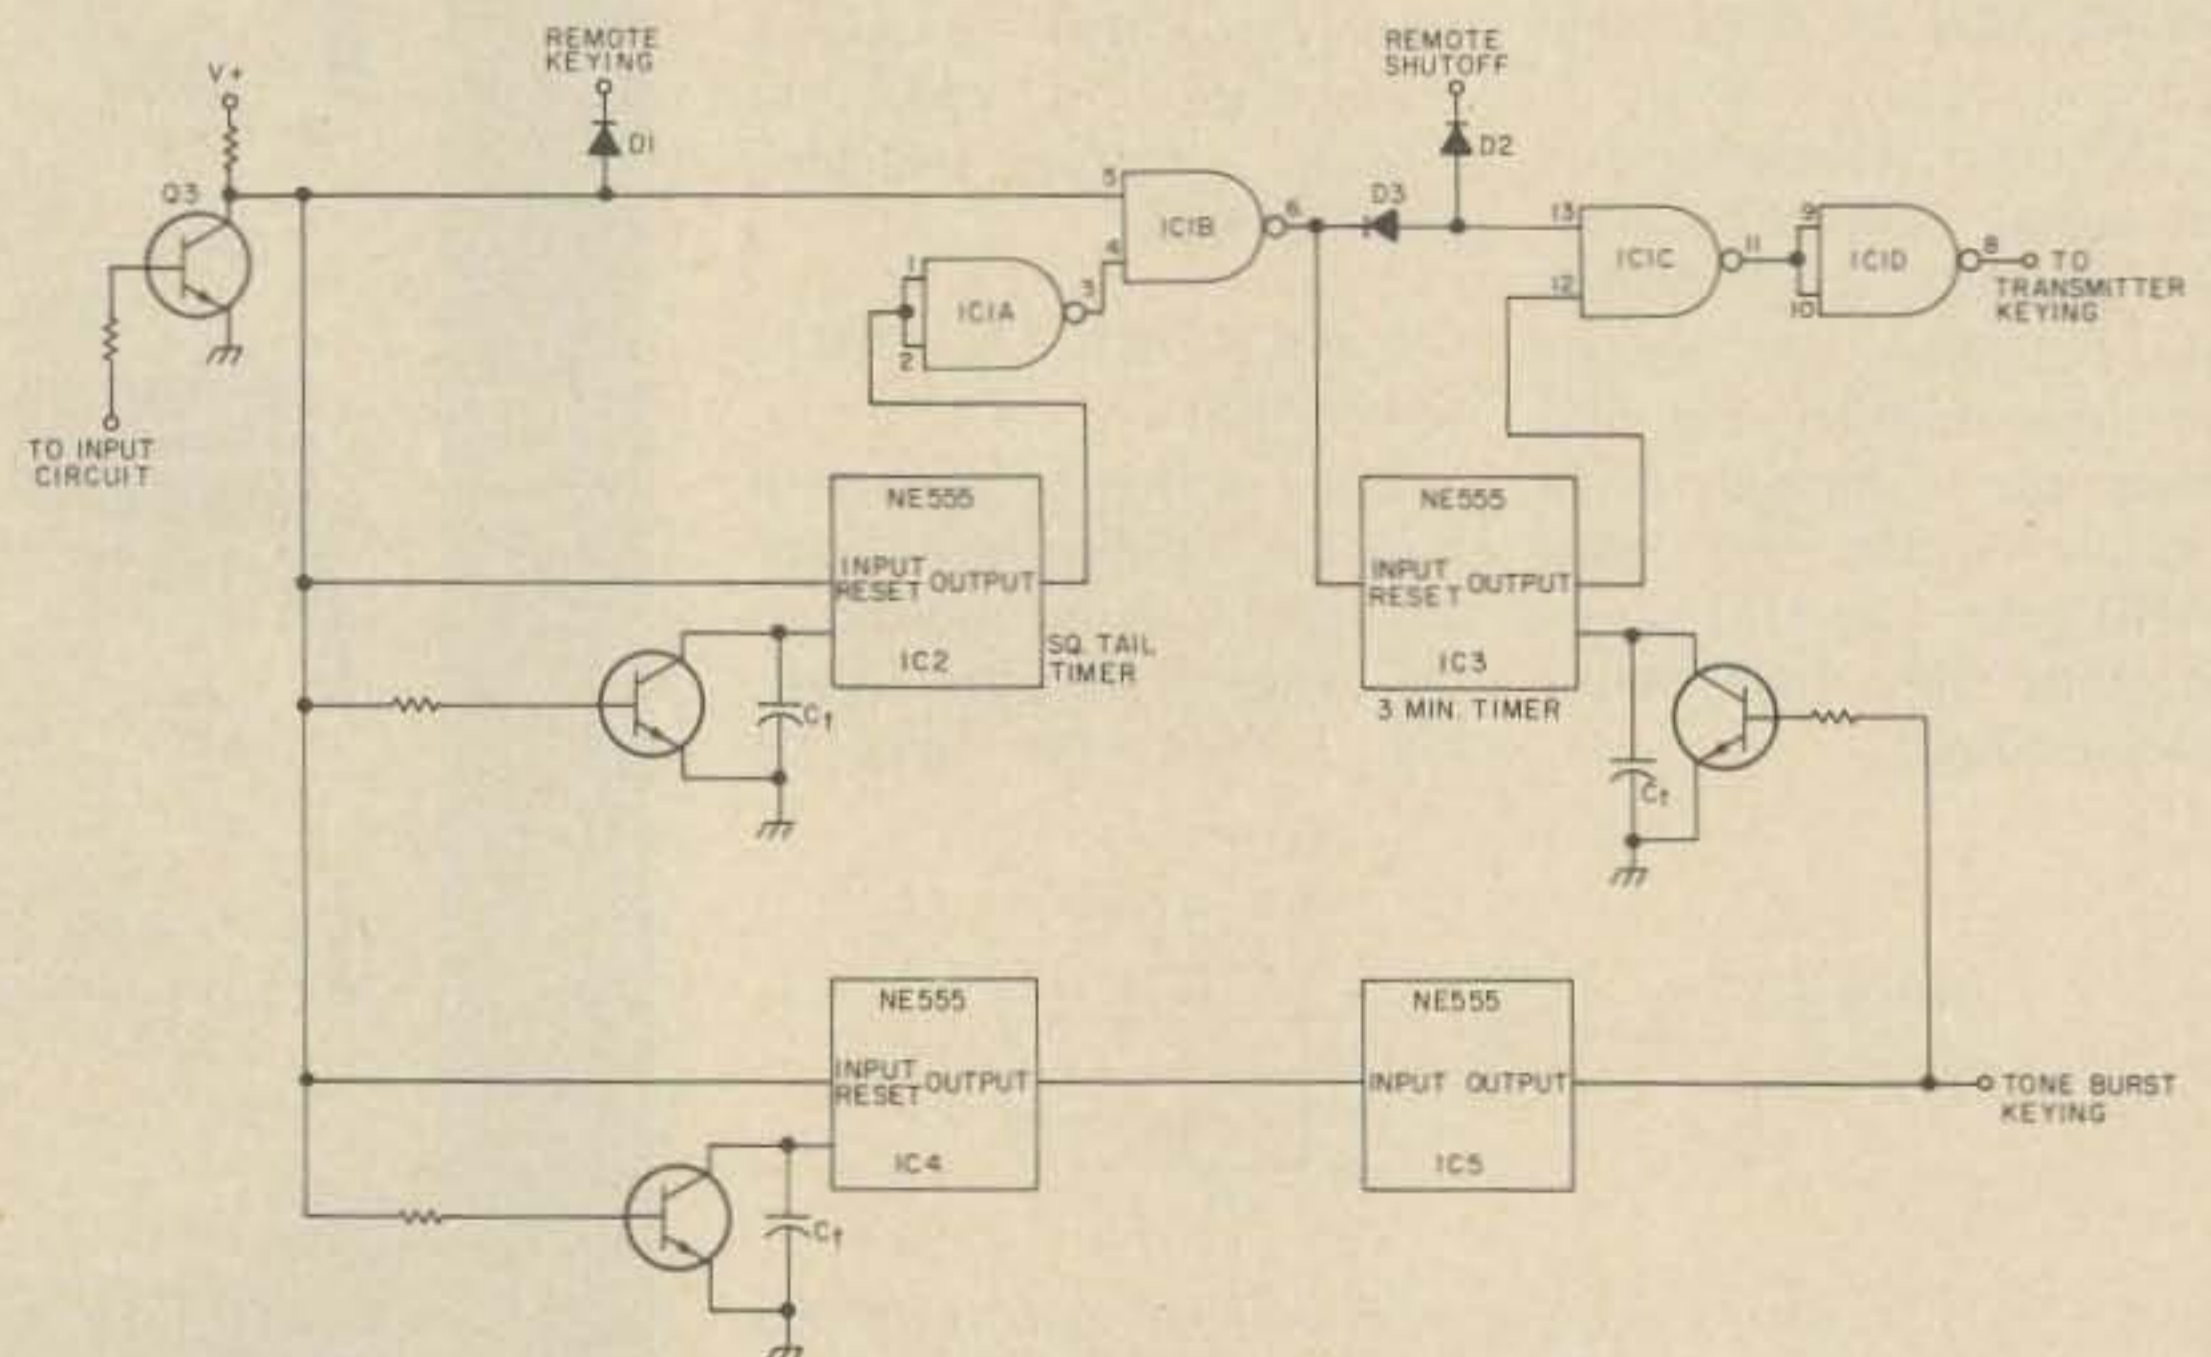 REMOTE
KEYING
REMOTE
SHUTOFF
V+
D1
D2
Q3
5
IC1B
6
D3
13
IC1C
11
9
IC1D
8
TO
TRANSMITTER
KEYING
4
12
10
1
IC1A
3
2
TO INPUT
CIRCUIT
NE555
INPUT
RESET
OUTPUT
IC2
SQ. TAIL
TIMER
NE555
INPUT
RESET
OUTPUT
IC3
3 MIN. TIMER
Ct
Ct
NE555
INPUT
RESET
OUTPUT
IC4
NE555
INPUT OUTPUT
IC5
TONE BURST
KEYING
Ct